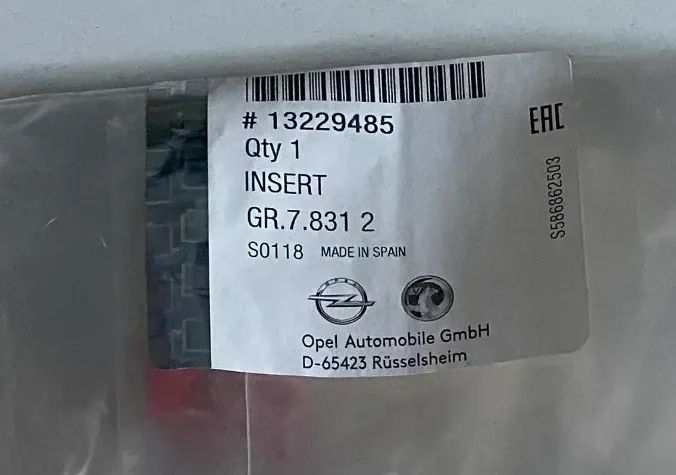 # 13229485
Qty 1
INSERT
GR.7.831 2
S0118 MADE IN SPAIN
OPEL
Opel Automobile GmbH
D-65423 Rüsselsheim
EAC
S586862503